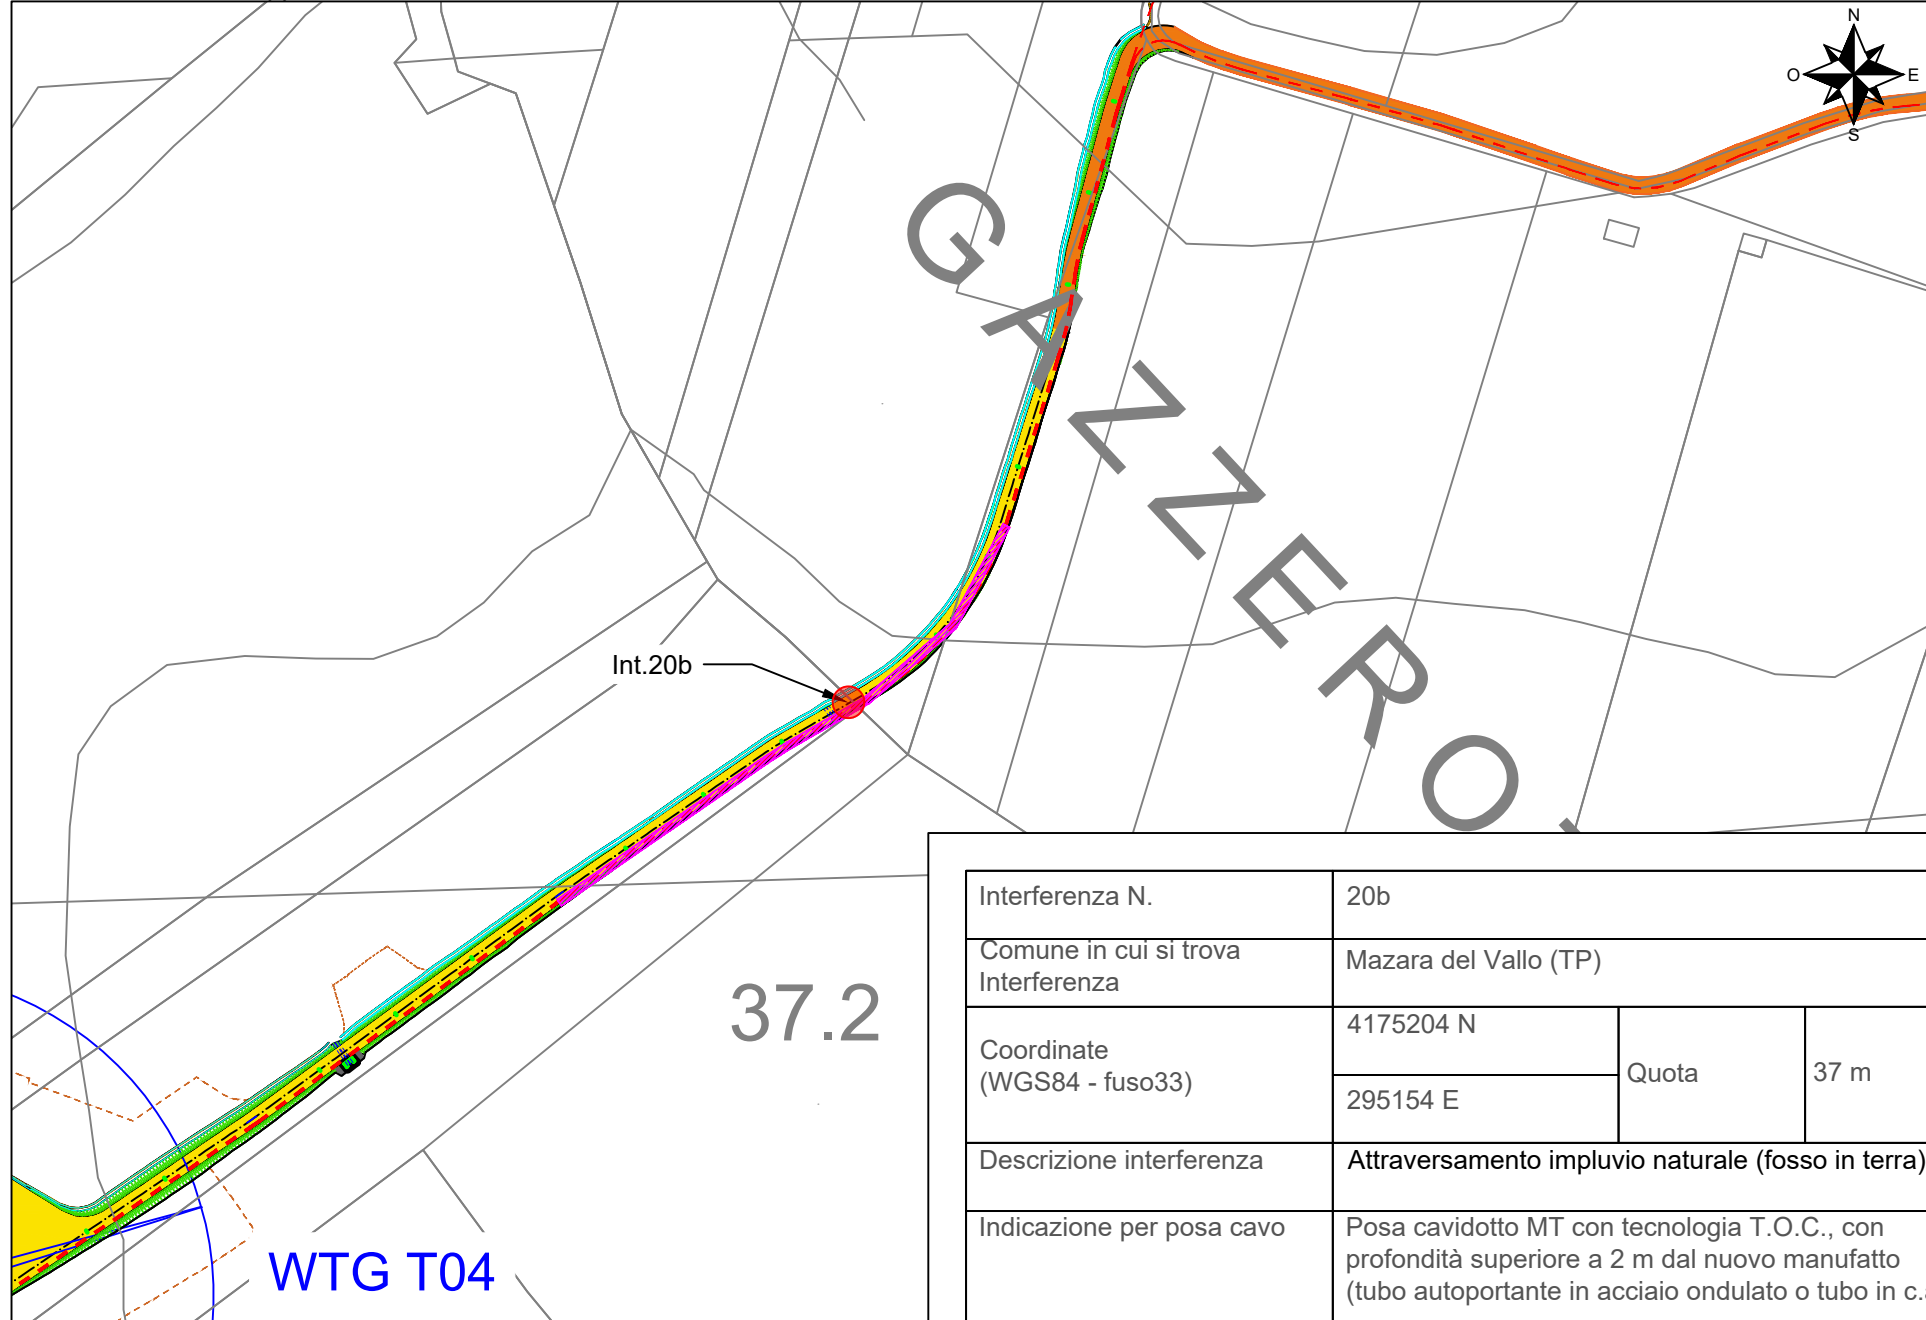 N
O
E
S
GAZZERO
Int.20b
37.2
WTG T04
Interferenza N.
20b
Comune in cui si trova
Interferenza
Mazara del Vallo (TP)
Coordinate
(WGS84 - fuso33)
4175204 N
295154 E
Quota
37 m
Descrizione interferenza
Attraversamento impluvio naturale (fosso in terra)
Indicazione per posa cavo
Posa cavidotto MT con tecnologia T.O.C., con
profondità superiore a 2 m dal nuovo manufatto
(tubo autoportante in acciaio ondulato o tubo in